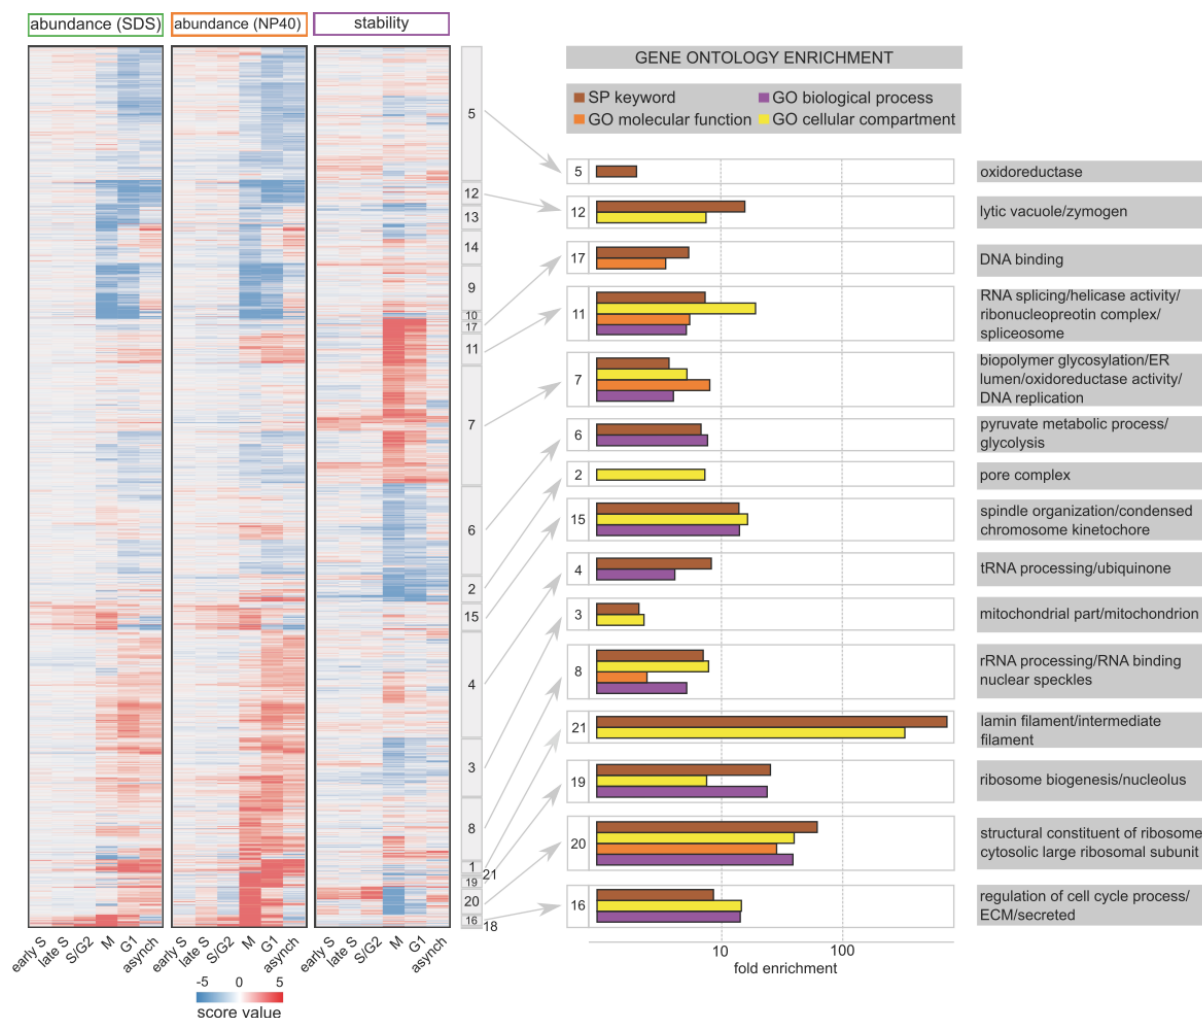 abundance (SDS)
abundance (NP40)
stability
5
12
13
14
9
10
17
11
7
6
2
15
4
3
8
1
21
19
20
16
18
early S
late S
S/G2
M
G1
asynch
early S
late S
S/G2
M
G1
asynch
early S
late S
S/G2
M
G1
asynch
-5 0 5
score value
GENE ONTOLOGY ENRICHMENT
SP keyword
GO biological process
GO molecular function
GO cellular compartment
5
oxidoreductase
12
lytic vacuole/zymogen
17
DNA binding
11
RNA splicing/helicase activity/
ribonucleopreotin complex/
spliceosome
7
biopolymer glycosylation/ER
lumen/oxidoreductase activity/
DNA replication
6
pyruvate metabolic process/
glycolysis
2
pore complex
15
spindle organization/condensed
chromosome kinetochore
4
tRNA processing/ubiquinone
3
mitochondrial part/mitochondrion
8
rRNA processing/RNA binding
nuclear speckles
21
lamin filament/intermediate
filament
19
ribosome biogenesis/nucleolus
20
structural constituent of ribosome
cytosolic large ribosomal subunit
16
regulation of cell cycle process/
ECM/secreted
10 100
fold enrichment